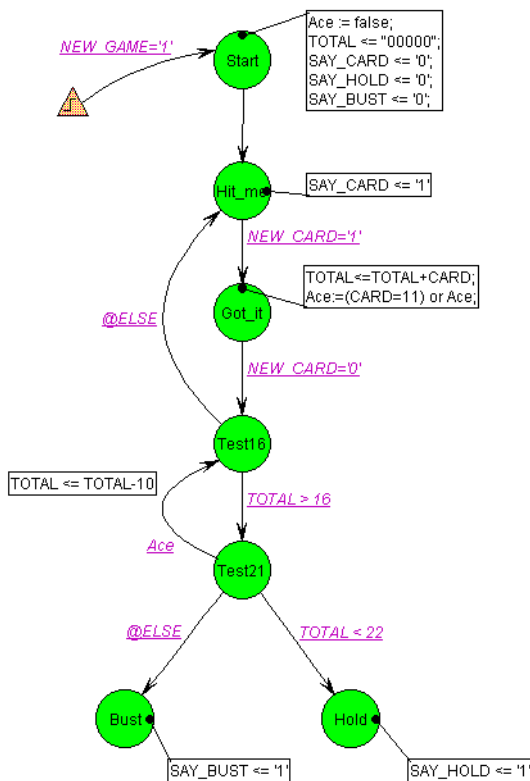 Ace := false;
TOTAL <= "00000";
SAY_CARD <= '0';
SAY_HOLD <= '0';
SAY_BUST <= '0';
NEW_GAME='1'
Start
Hit_me
SAY_CARD <= '1'
NEW_CARD='1'
TOTAL<=TOTAL+CARD;
Ace:=(CARD=11) or Ace;
Got_it
@ELSE
NEW_CARD='0'
Test16
TOTAL <= TOTAL-10
TOTAL > 16
Ace
Test21
@ELSE
TOTAL < 22
Bust
Hold
SAY_BUST <= '1'
SAY_HOLD <= '1'